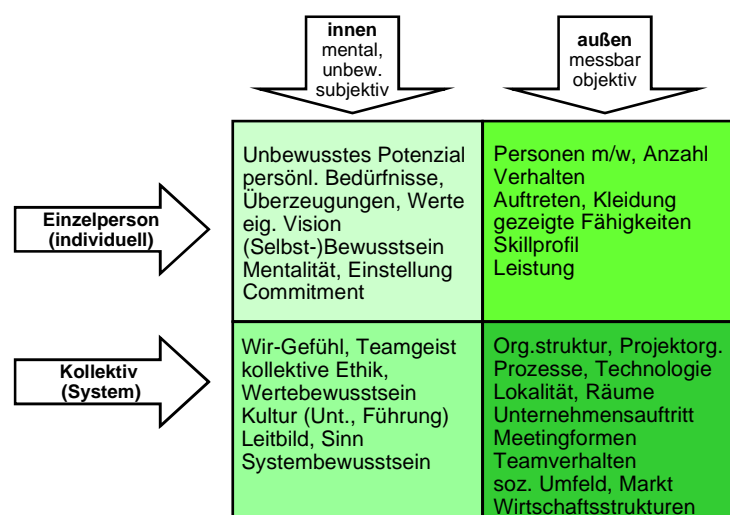 innen
mental,
unbew.
subjektiv
außen
messbar
objektiv
Einzelperson
(individuell)
Unbewusstes Potenzial
persönl. Bedürfnisse,
Überzeugungen, Werte
eig. Vision
(Selbst-)Bewusstsein
Mentalität, Einstellung
Commitment
Personen m/w, Anzahl
Verhalten
Auftreten, Kleidung
gezeigte Fähigkeiten
Skillprofil
Leistung
Kollektiv
(System)
Wir-Gefühl, Teamgeist
kollektive Ethik,
Wertebewusstsein
Kultur (Unt., Führung)
Leitbild, Sinn
Systembewusstsein
Org.struktur, Projektorg.
Prozesse, Technologie
Lokalität, Räume
Unternehmensauftritt
Meetingformen
Teamverhalten
soz. Umfeld, Markt
Wirtschaftsstrukturen